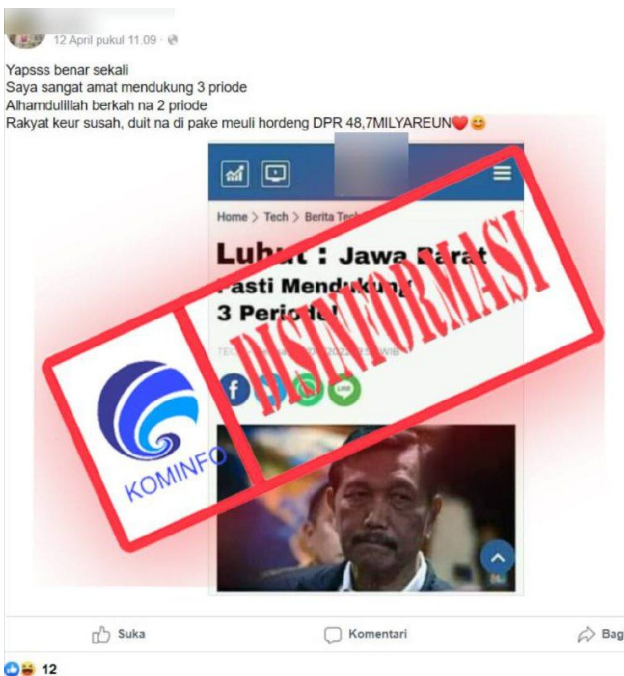 12 April pukul 11.09
Yapsss benar sekali
Saya sangat amat mendukung 3 priode
Alhamdulillah berkah na 2 priode
Rakyat keur susah, duit na di pake meuli hordeng DPR 48,7MILYAREUN
Home > Tech > Berita
Luhut : Jawa Barat
Pasti Mendukung
3 Periode!
DISINFORMASI
KOMINFO
LINE
Suka
Komentari
Bag
12